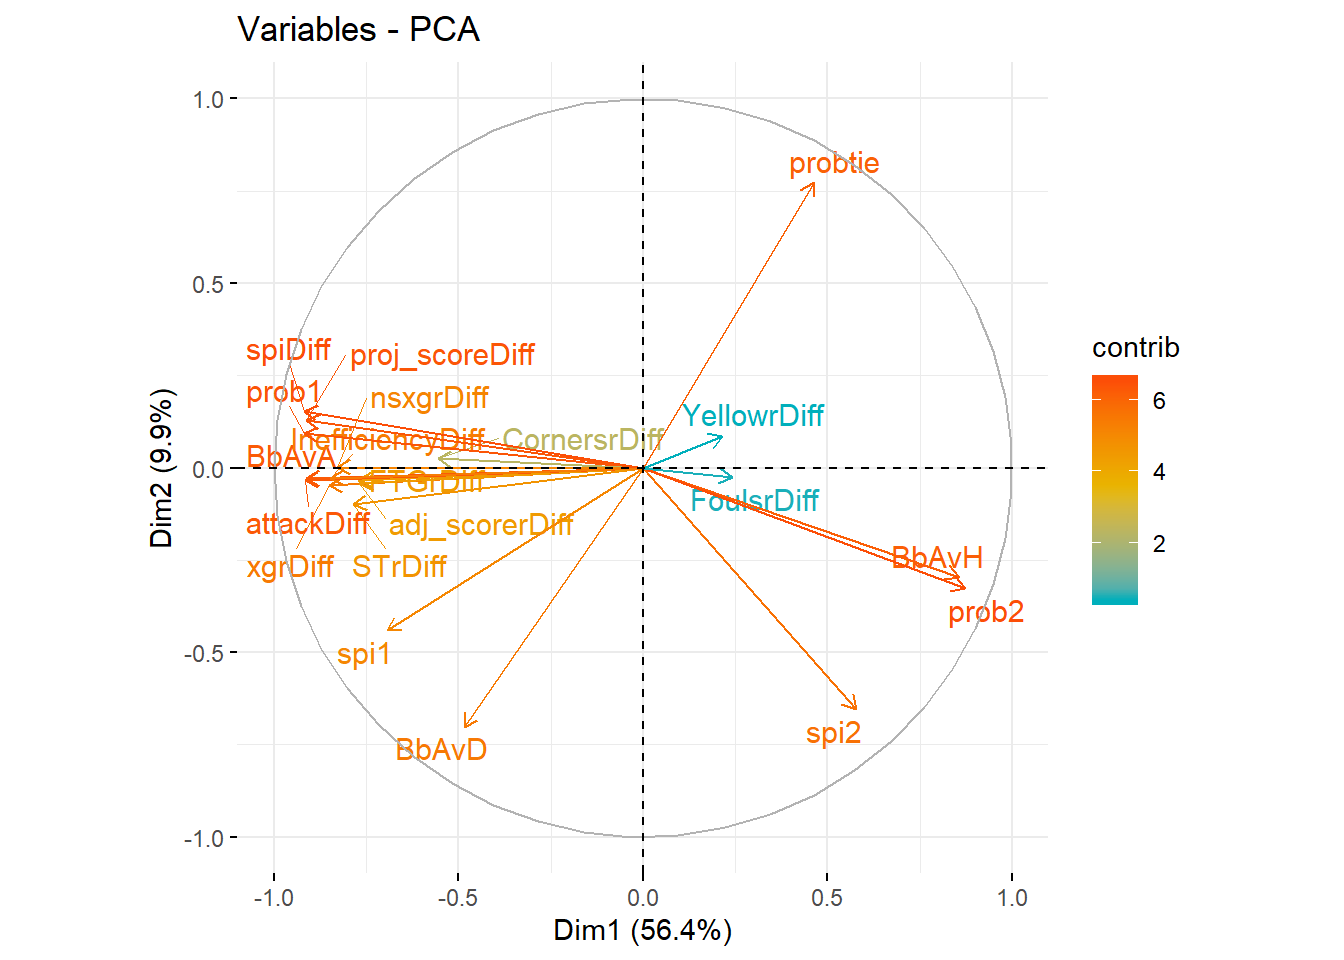 Variables - PCA
1.0
probtie
0.5
spiDiff
proj_scoreDiff
contrib
prob1
nsxgrDiff
6
YellowrDiff
InefficiencyDiff
CornersrDiff
BbAvA
0.0
4
FTGrDiff
FoulsrDiff
attackDiff
adj_scorerDiff
2
xgrDiff
STrDiff
BbAvH
prob2
Dim2 (9.9%)
-0.5
spi1
spi2
BbAvD
-1.0
-1.0
-0.5
0.0
0.5
1.0
Dim1 (56.4%)